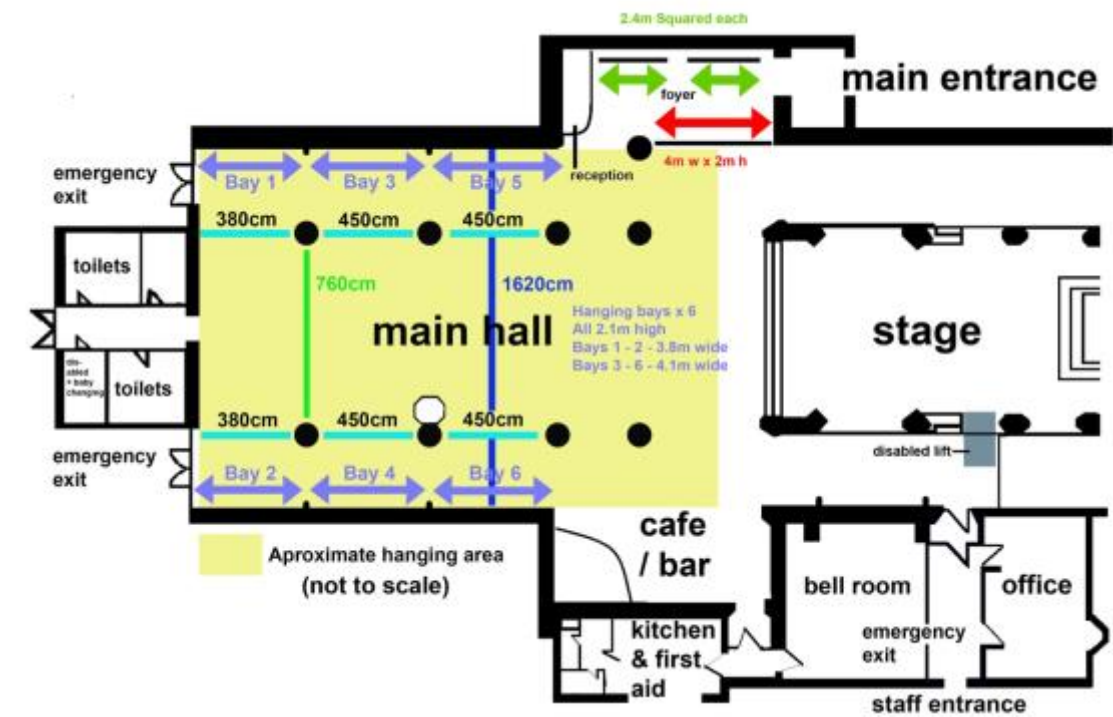 2.4m Squared each
main entrance
foyer
4m w x 2m h
reception
emergency
exit
Bay 1
Bay 3
Bay 5
380cm
450cm
450cm
toilets
760cm
1620cm
Hanging bays x 6
All 2.1m high
Bays 1 - 2 - 3.8m wide
Bays 3 - 6 - 4.1m wide
main hall
stage
dis-
abled
+ baby
changing
toilets
380cm
450cm
450cm
emergency
exit
Bay 2
Bay 4
Bay 6
disabled lift
cafe
/ bar
Aproximate hanging area
(not to scale)
bell room
office
kitchen
& first
aid
emergency
exit
staff entrance